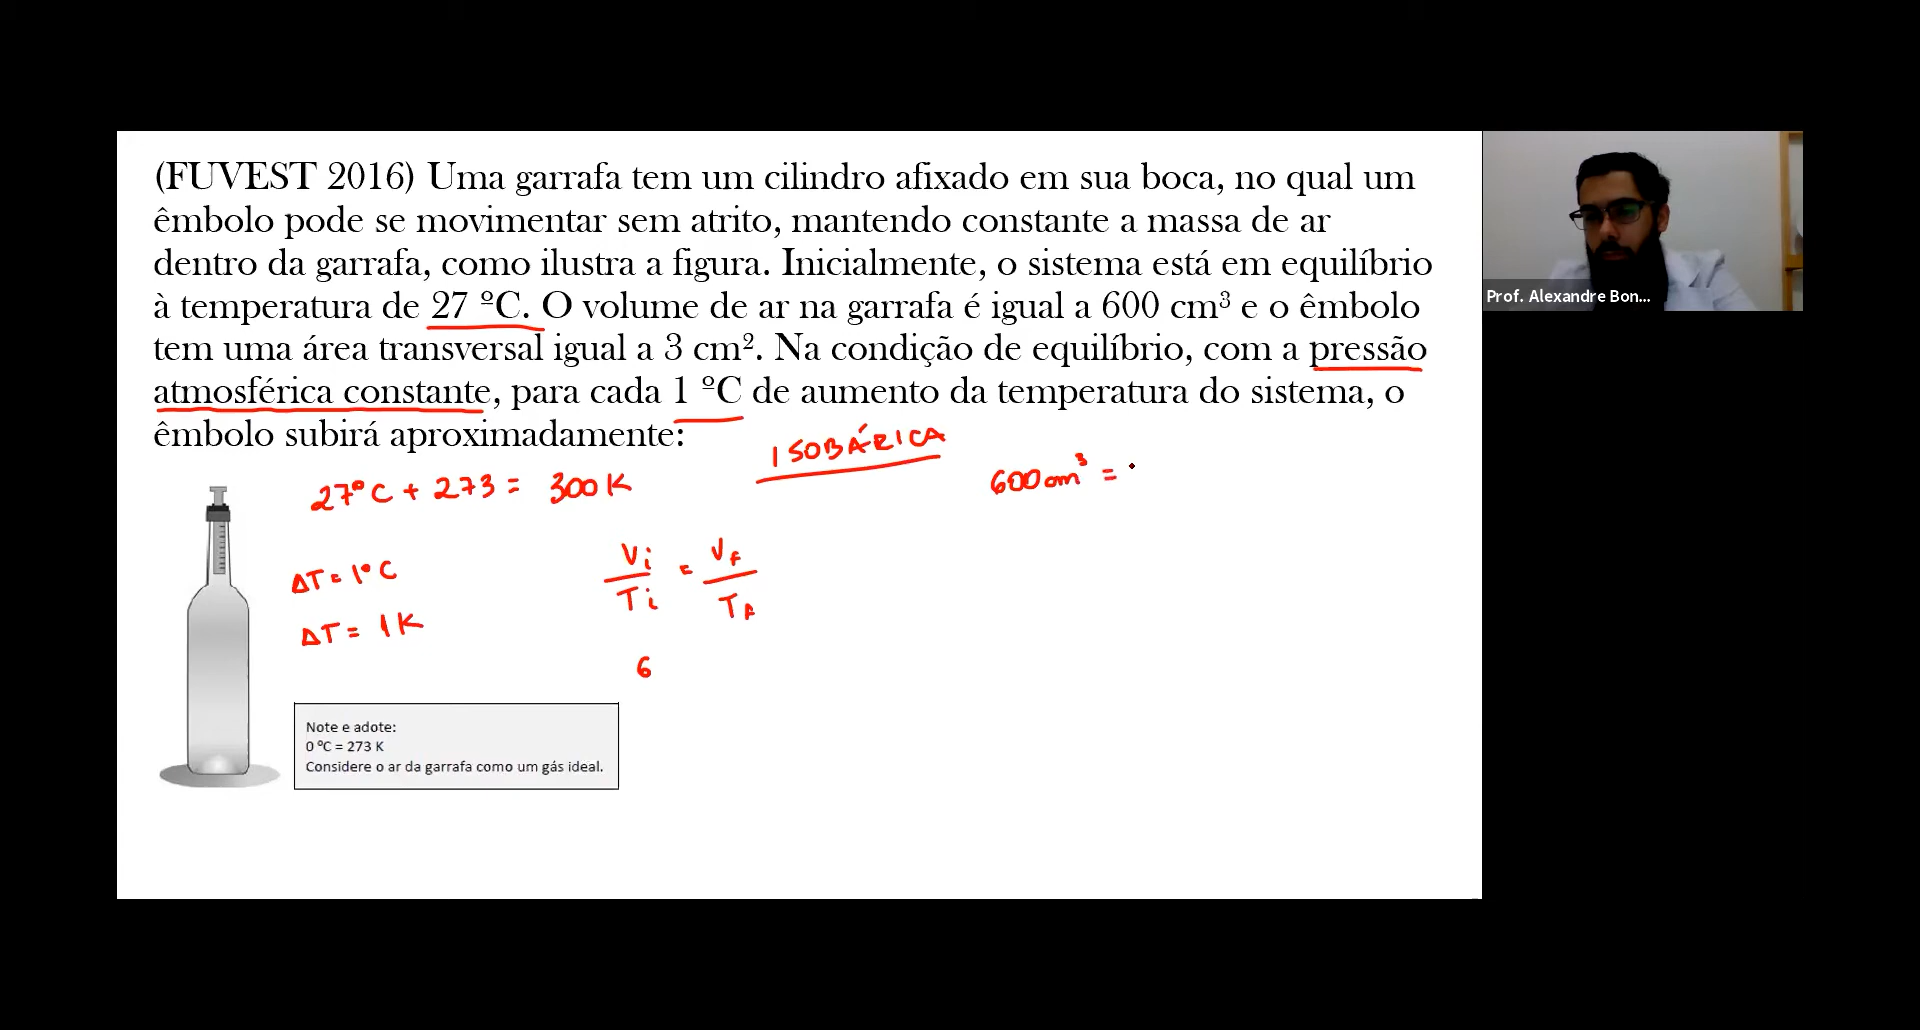 (FUVEST 2016) Uma garrafa tem um cilindro afixado em sua boca, no qual um
êmbolo pode se movimentar sem atrito, mantendo constante a massa de ar
dentro da garrafa, como ilustra a figura. Inicialmente, o sistema está em equilíbrio
à temperatura de 27 ºC. O volume de ar na garrafa é igual a 600 cm³ e o êmbolo
tem uma área transversal igual a 3 cm². Na condição de equilíbrio, com a pressão
atmosférica constante, para cada 1 ºC de aumento da temperatura do sistema, o
êmbolo subirá aproximadamente:
ISOBÁRICA
27°C + 273 = 300K
600cm³ =
Vi/Ti = VF/TF
ΔT = 1°C
ΔT = 1K
6
Note e adote:
0 ºC = 273 K
Considere o ar da garrafa como um gás ideal.
Prof. Alexandre Bon...